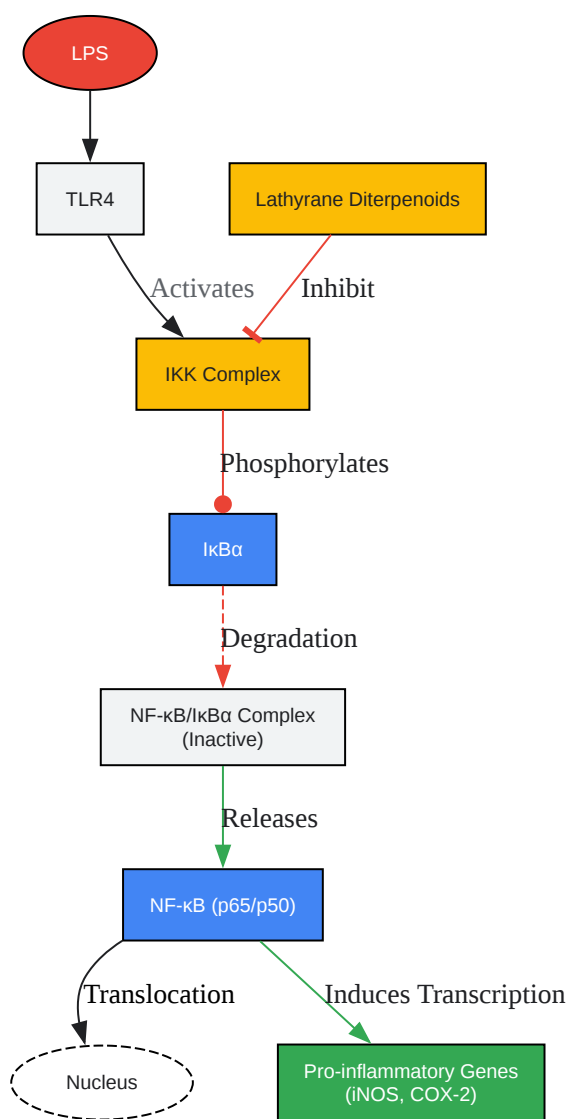 LPS
TLR4
Lathyrane Diterpenoids
Activates
Inhibit
IKK Complex
Phosphorylates
IκBα
Degradation
NF-κB/IκBα Complex
(Inactive)
Releases
NF-κB (p65/p50)
Translocation
Induces Transcription
Nucleus
Pro-inflammatory Genes
(iNOS, COX-2)